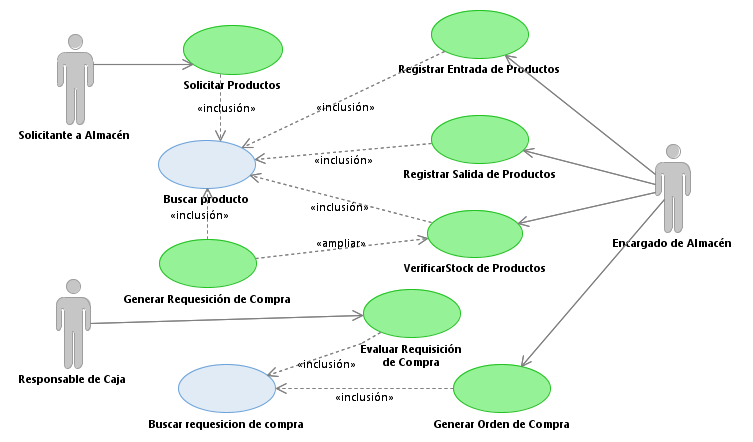 Registrar Entrada de Productos
Solicitar Productos
«inclusión»
«inclusión»
Solicitante a Almacén
«inclusión»
Registrar Salida de Productos
Buscar producto
«inclusión»
«inclusión»
«ampliar»
Encargado de Almacén
VerificarStock de Productos
Generar Requesición de Compra
Evaluar Requisición
de Compra
«inclusión»
Responsable de Caja
«inclusión»
Buscar requesicion de compra
Generar Orden de Compra